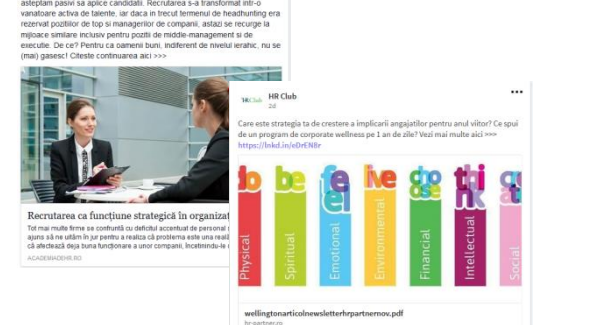 asteptam pasivi sa aplice candidatii. Recrutarea s-a transformat intr-o
vanatoare activa de talente, iar daca in trecut termenul de headhunting era
rezervat pozitiilor de top si managerilor de companii, astazi se recurge la
mijloace similare inclusiv pentru pozitii de middle-management si de
executie. De ce? Pentru ca oamenii buni, indiferent de nivelul ierahic, nu se
(mai) gasesc! Citeste continuarea aici >>>
Recrutarea ca funcțiune strategică în organizaț
Tot mai multe firme se confruntă cu deficitul accentuat de personal
ajuns să ne uităm în jur pentru a realiza că problema este una reală
că afectează deja buna funcționare a unor companii, încetinindu-le
ACADEMIADEHR.RO
HR Club
HR Club
2d
Care este strategia ta de crestere a implicarii angajatilor pentru anul viitor? Ce spui
de un program de corporate wellness pe 1 an de zile? Vezi mai multe aici >>>
https://lnkd.in/eDrEN8r
do be feel live choose think
Physical
Spiritual
Emotional
Environmental
Financial
Intellectual
Social
wellingtonarticolnewsletterhrpartnernov.pdf
hr-partner.ro